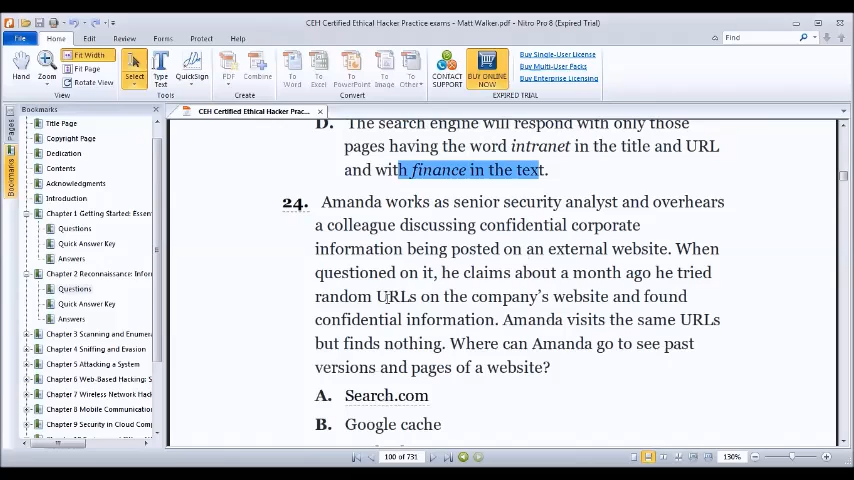 CEH Certified Ethical Hacker Practice exams - Matt Walker - Nitro Pro 8 (Expired Trial)
File
Home
Edit
Review
Forms
Protect
Help
Find
Hand
Zoom
Fit Width
Fit Page
Rotate View
View
Select
Type Text
QuickSign
Tools
PDF
Combine
Create
To Word
To Excel
To PowerPoint
To Image
To Other
Convert
CONTACT SUPPORT
BUY ONLINE NOW
Buy Single-User License
Buy Multi-User Packs
Buy Enterprise Licensing
EXPIRED TRIAL
Bookmarks
CEH Certified Ethical Hacker Prac...
Pages
Bookmarks
Title Page
Copyright Page
Dedication
Contents
Acknowledgments
Introduction
Chapter 1 Getting Started: Essent
Questions
Quick Answer Key
Answers
Chapter 2 Reconnaissance: Inforr
Questions
Quick Answer Key
Answers
Chapter 3 Scanning and Enumera
Chapter 4 Sniffing and Evasion
Chapter 5 Attacking a System
Chapter 6 Web-Based Hacking: S
Chapter 7 Wireless Network Hack
Chapter 8 Mobile Communication
Chapter 9 Security in Cloud Comp
D. The search engine will respond with only those
pages having the word intranet in the title and URL
and with finance in the text.
24. Amanda works as senior security analyst and overhears
a colleague discussing confidential corporate
information being posted on an external website. When
questioned on it, he claims about a month ago he tried
random URLs on the company’s website and found
confidential information. Amanda visits the same URLs
but finds nothing. Where can Amanda go to see past
versions and pages of a website?
A. Search.com
B. Google cache
100 of 731
130%